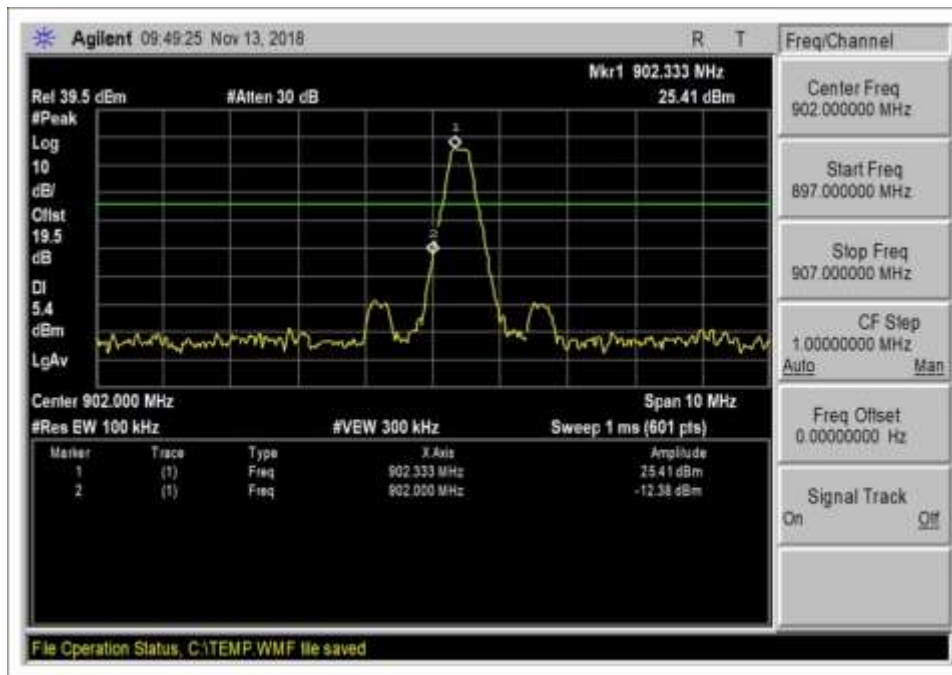 Agilent 09:49:25 Nov 13, 2018
R T
Freq/Channel
Mkr1 902.333 MHz
Ref 39.5 dBm
#Atten 30 dB
25.41 dBm
#Peak
Log
10
dB/
Offst
19.5
dB
DI
5.4
dBm
LgAv
1
2
Center 902.000 MHz
Span 10 MHz
#Res BW 100 kHz
#VBW 300 kHz
Sweep 1 ms (601 pts)
Marker Trace Type X Axis Amplitude
1 (1) Freq 902.333 MHz 25.41 dBm
2 (1) Freq 902.000 MHz -12.38 dBm
File Operation Status, C:\TEMP.WMF file saved
Center Freq
902.000000 MHz
Start Freq
897.000000 MHz
Stop Freq
907.000000 MHz
CF Step
1.00000000 MHz
Auto Man
Freq Offset
0.00000000 Hz
Signal Track
On Off